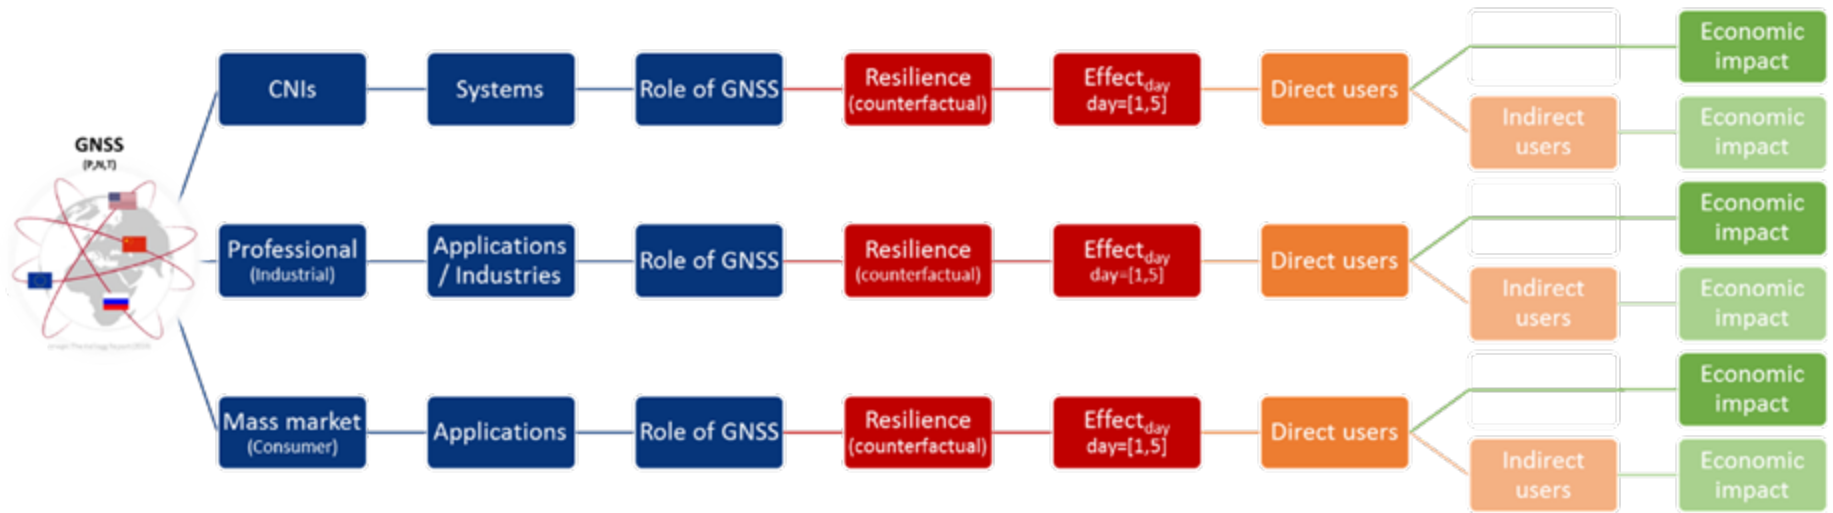 GNSS
(P,N,T)
CNIs
Systems
Role of GNSS
Resilience
(counterfactual)
Effectday
day=[1,5]
Direct users
Economic
impact
Indirect
users
Economic
impact
Professional
(Industrial)
Applications
/ Industries
Role of GNSS
Resilience
(counterfactual)
Effectday
day=[1,5]
Direct users
Economic
impact
Indirect
users
Economic
impact
Mass market
(Consumer)
Applications
Role of GNSS
Resilience
(counterfactual)
Effectday
day=[1,5]
Direct users
Economic
impact
Indirect
users
Economic
impact